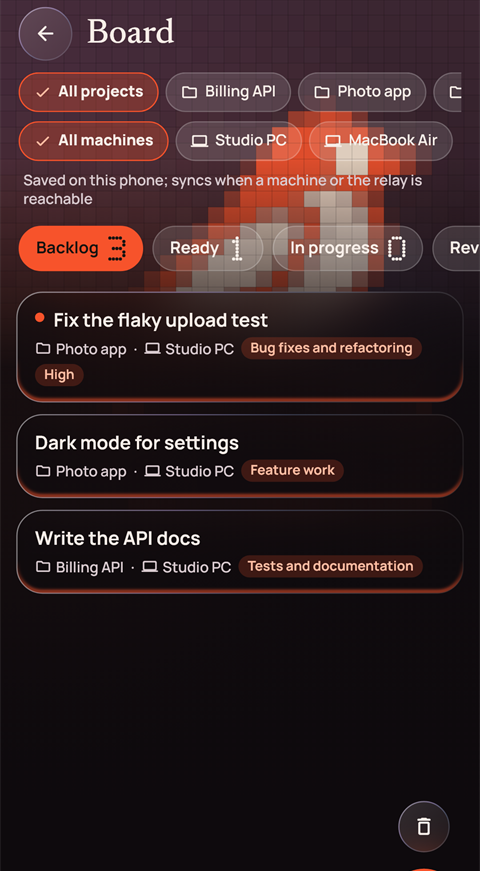 Board
All projects Billing API Photo app
All machines Studio PC MacBook Air
Saved on this phone; syncs when a machine or the relay is
reachable
Backlog 3 Ready 1 In progress 0 Rev
Fix the flaky upload test
Photo app · Studio PC Bug fixes and refactoring
High
Dark mode for settings
Photo app · Studio PC Feature work
Write the API docs
Billing API · Studio PC Tests and documentation